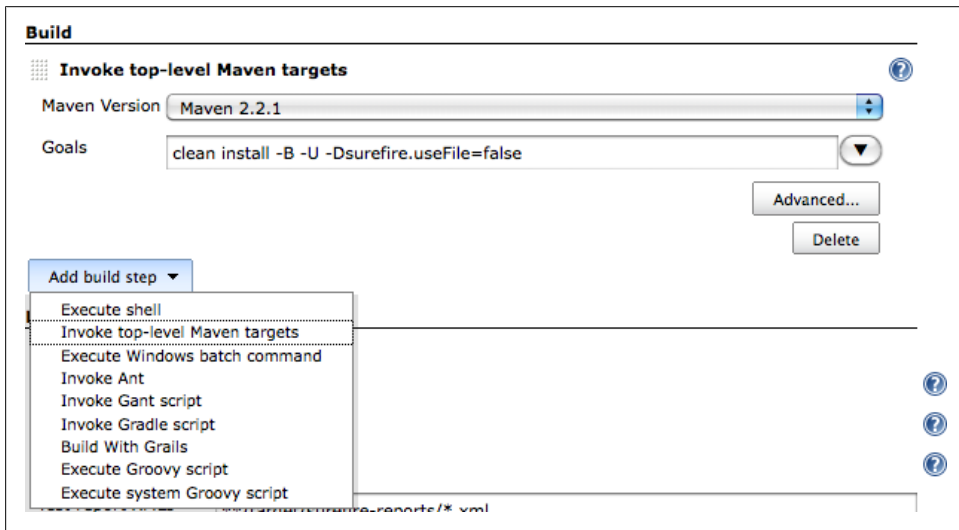 Build
Invoke top-level Maven targets
Maven Version Maven 2.2.1
Goals clean install -B -U -Dsurefire.useFile=false
Advanced...
Delete
Add build step
Execute shell
Invoke top-level Maven targets
Execute Windows batch command
Invoke Ant
Invoke Gant script
Invoke Gradle script
Build With Grails
Execute Groovy script
Execute system Groovy script